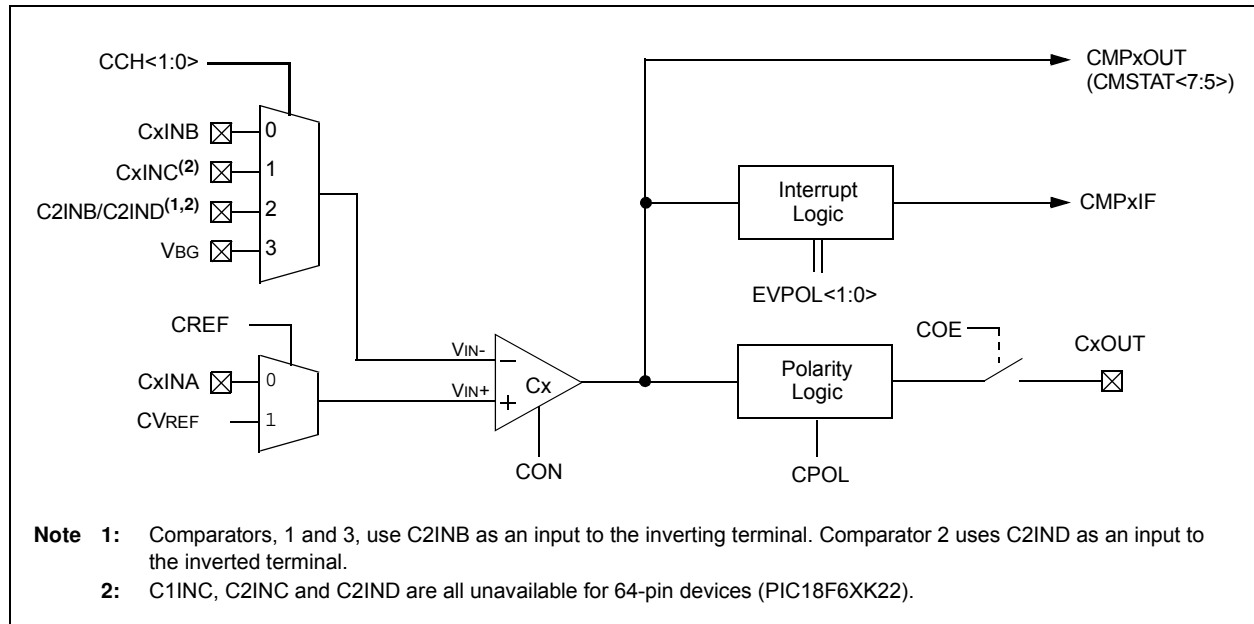 CCH<1:0>
CxINB
0
CxINC(2)
1
C2INB/C2IND(1,2)
2
VBG
3
CMPxOUT
(CMSTAT<7:5>)
Interrupt
Logic
CMPxIF
EVPOL<1:0>
CREF
CxINA
0
CVREF
1
VIN-
–
VIN+
+
Cx
CON
Polarity
Logic
CPOL
COE
CxOUT
Note 1: Comparators, 1 and 3, use C2INB as an input to the inverting terminal. Comparator 2 uses C2IND as an input to
the inverted terminal.
2: C1INC, C2INC and C2IND are all unavailable for 64-pin devices (PIC18F6XK22).